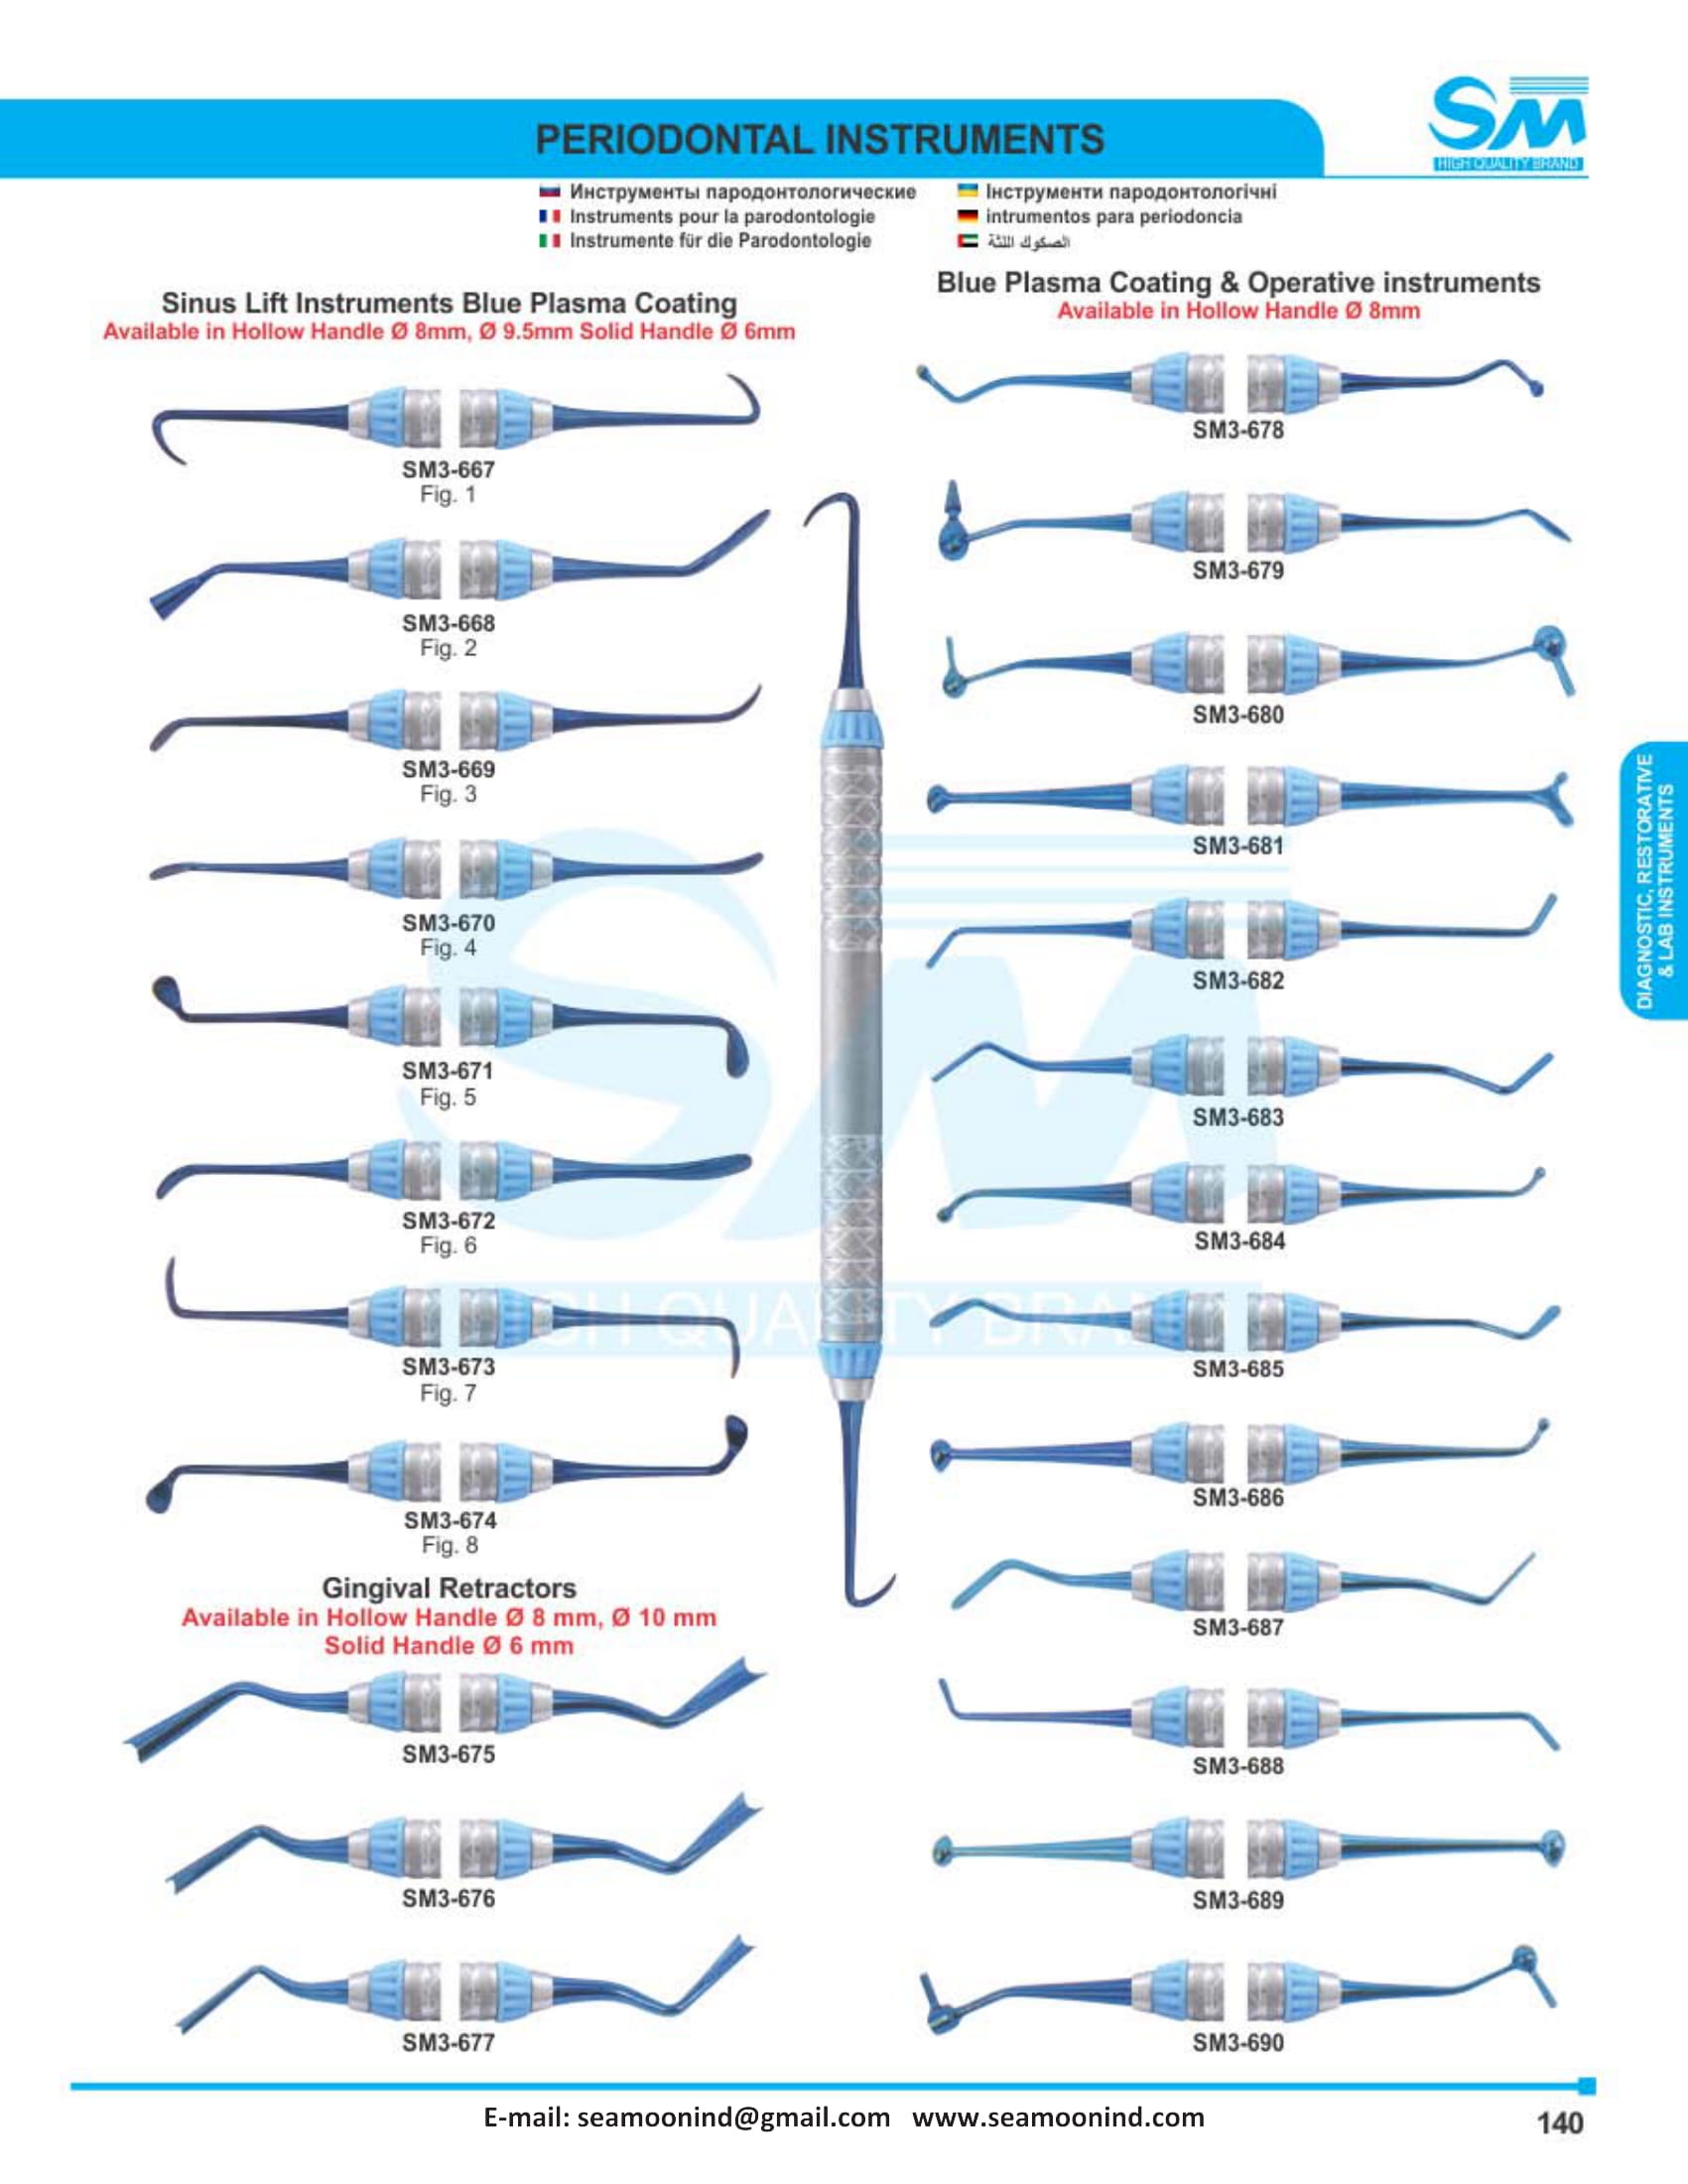 SM
HIGH QUALITY BRAND
PERIODONTAL INSTRUMENTS
Инструменты пародонтологические
Instruments pour la parodontologie
Instrumente für die Parodontologie
Інструменти пародонтологічні
intrumentos para periodoncia
الصكوك اللثة
Sinus Lift Instruments Blue Plasma Coating
Available in Hollow Handle Ø 8mm, Ø 9.5mm Solid Handle Ø 6mm
SM3-667
Fig. 1
SM3-668
Fig. 2
SM3-669
Fig. 3
SM3-670
Fig. 4
SM3-671
Fig. 5
SM3-672
Fig. 6
SM3-673
Fig. 7
SM3-674
Fig. 8
Gingival Retractors
Available in Hollow Handle Ø 8 mm, Ø 10 mm
Solid Handle Ø 6 mm
SM3-675
SM3-676
SM3-677
Blue Plasma Coating & Operative instruments
Available in Hollow Handle Ø 8mm
SM3-678
SM3-679
SM3-680
SM3-681
SM3-682
SM3-683
SM3-684
SM3-685
SM3-686
SM3-687
SM3-688
SM3-689
SM3-690
DIAGNOSTIC, RESTORATIVE
& LAB INSTRUMENTS
E-mail: seamoonind@gmail.com www.seamoonind.com
140